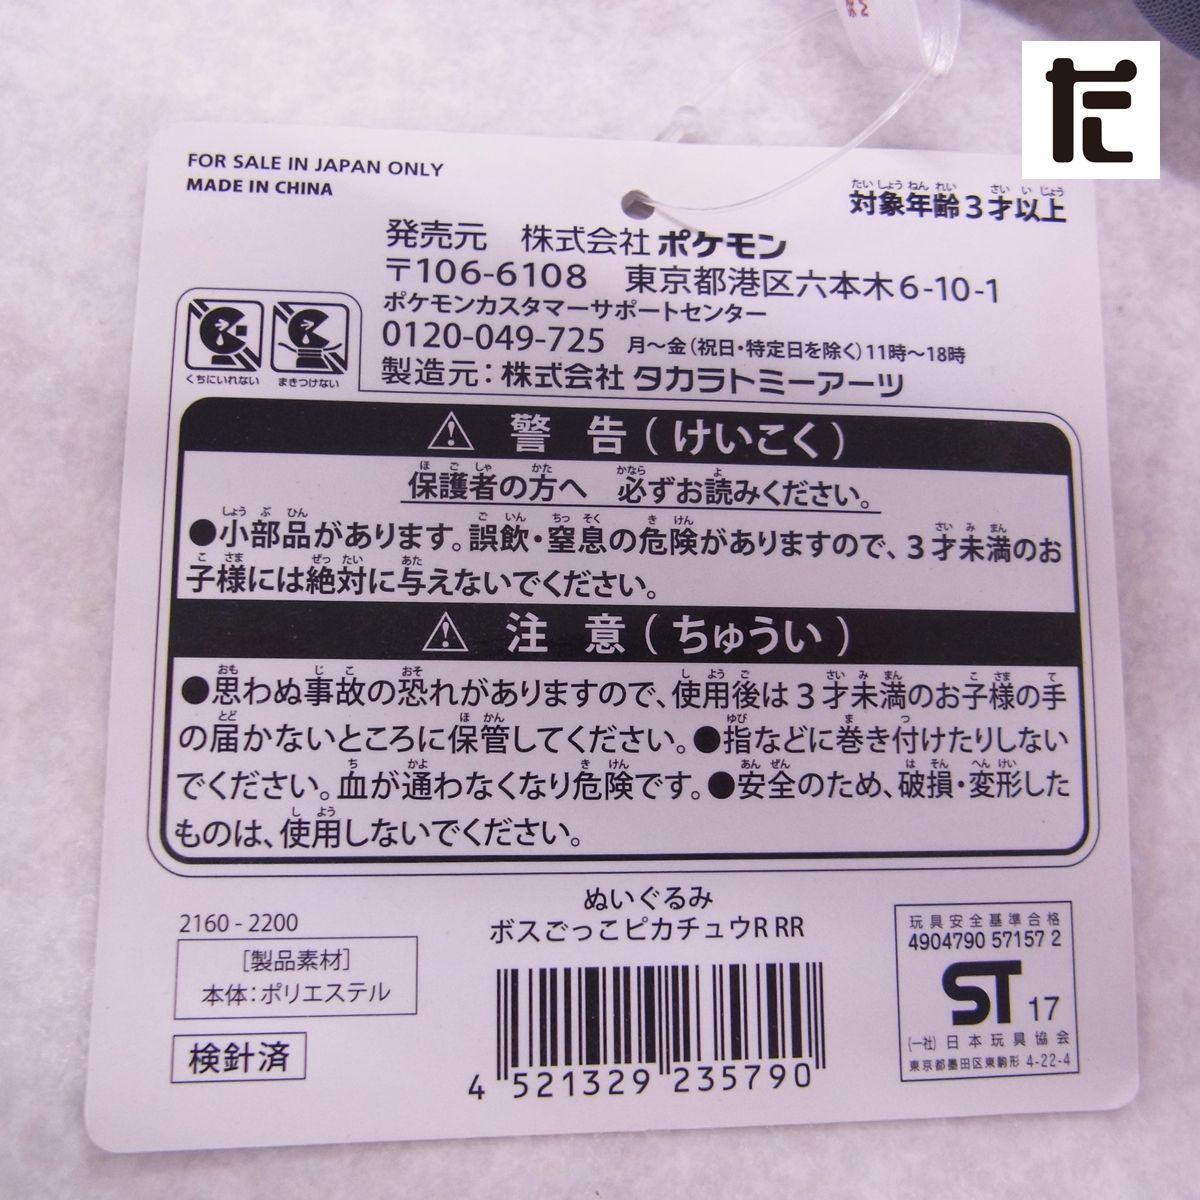 FOR SALE IN JAPAN ONLY
MADE IN CHINA
たいしょうねんれい さいいじょう
対象年齢3才以上
発売元 株式会社 ポケモン
〒106-6108 東京都港区六本木6-10-1
ポケモンカスタマーサポートセンター
0120-049-725 月～金(祝日・特定日を除く)11時～18時
製造元：株式会社 タカラトミーアーツ
くちにいれない まきつけない
⚠ 警 告(けいこく)
ほごしゃ かた かなら よ
保護者の方へ 必ずお読みください。
しょうぶひん ごいん ちっそく きけん さいみまん
●小部品があります。誤飲・窒息の危険がありますので、3才未満のお
こさま ぜったい あた
子様には絶対に与えないでください。
⚠ 注 意(ちゅうい)
おも じこ おそ しようご さいみまん こさま て
●思わぬ事故の恐れがありますので、使用後は3才未満のお子様の手
とど ほかん ゆび ま つ
の届かないところに保管してください。●指などに巻き付けたりしない
ち かよ きけん あんぜん はそん へんけい
でください。血が通わなくなり危険です。●安全のため、破損・変形した
しよう
ものは、使用しないでください。
2160 - 2200
[製品素材]
本体：ポリエステル
検針済
ぬいぐるみ
ボスごっこピカチュウR RR
4 521329 235790
玩具安全基準合格
4904790 57157 2
ST 17
(一社) 日本玩具協会
東京都墨田区東駒形 4-22-4